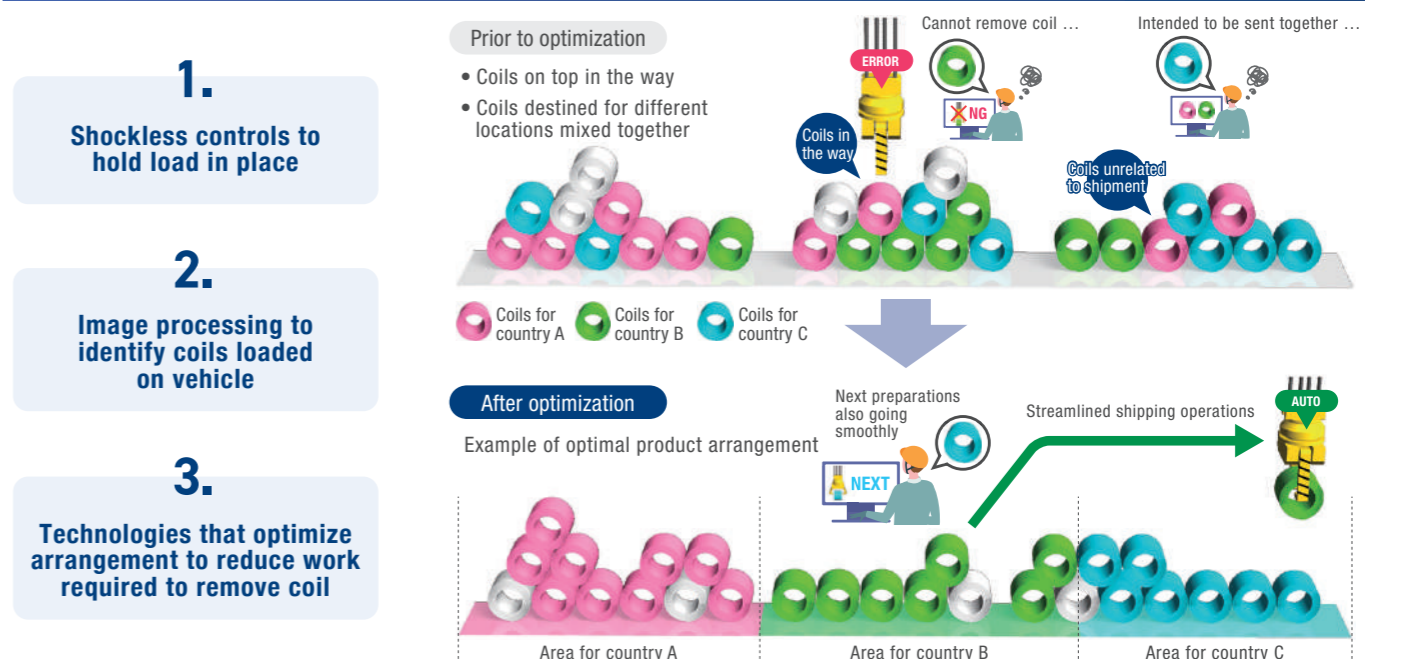 1.
Shockless controls to
hold load in place
2.
Image processing to
identify coils loaded
on vehicle
3.
Technologies that optimize
arrangement to reduce work
required to remove coil
Prior to optimization
• Coils on top in the way
• Coils destined for different
locations mixed together
ERROR
Cannot remove coil …
NG
Intended to be sent together …
Coils in
the way
Coils unrelated
to shipment
Coils for
country A
Coils for
country B
Coils for
country C
After optimization
Example of optimal product arrangement
Next preparations
also going
smoothly
NEXT
Streamlined shipping operations
AUTO
Area for country A
Area for country B
Area for country C